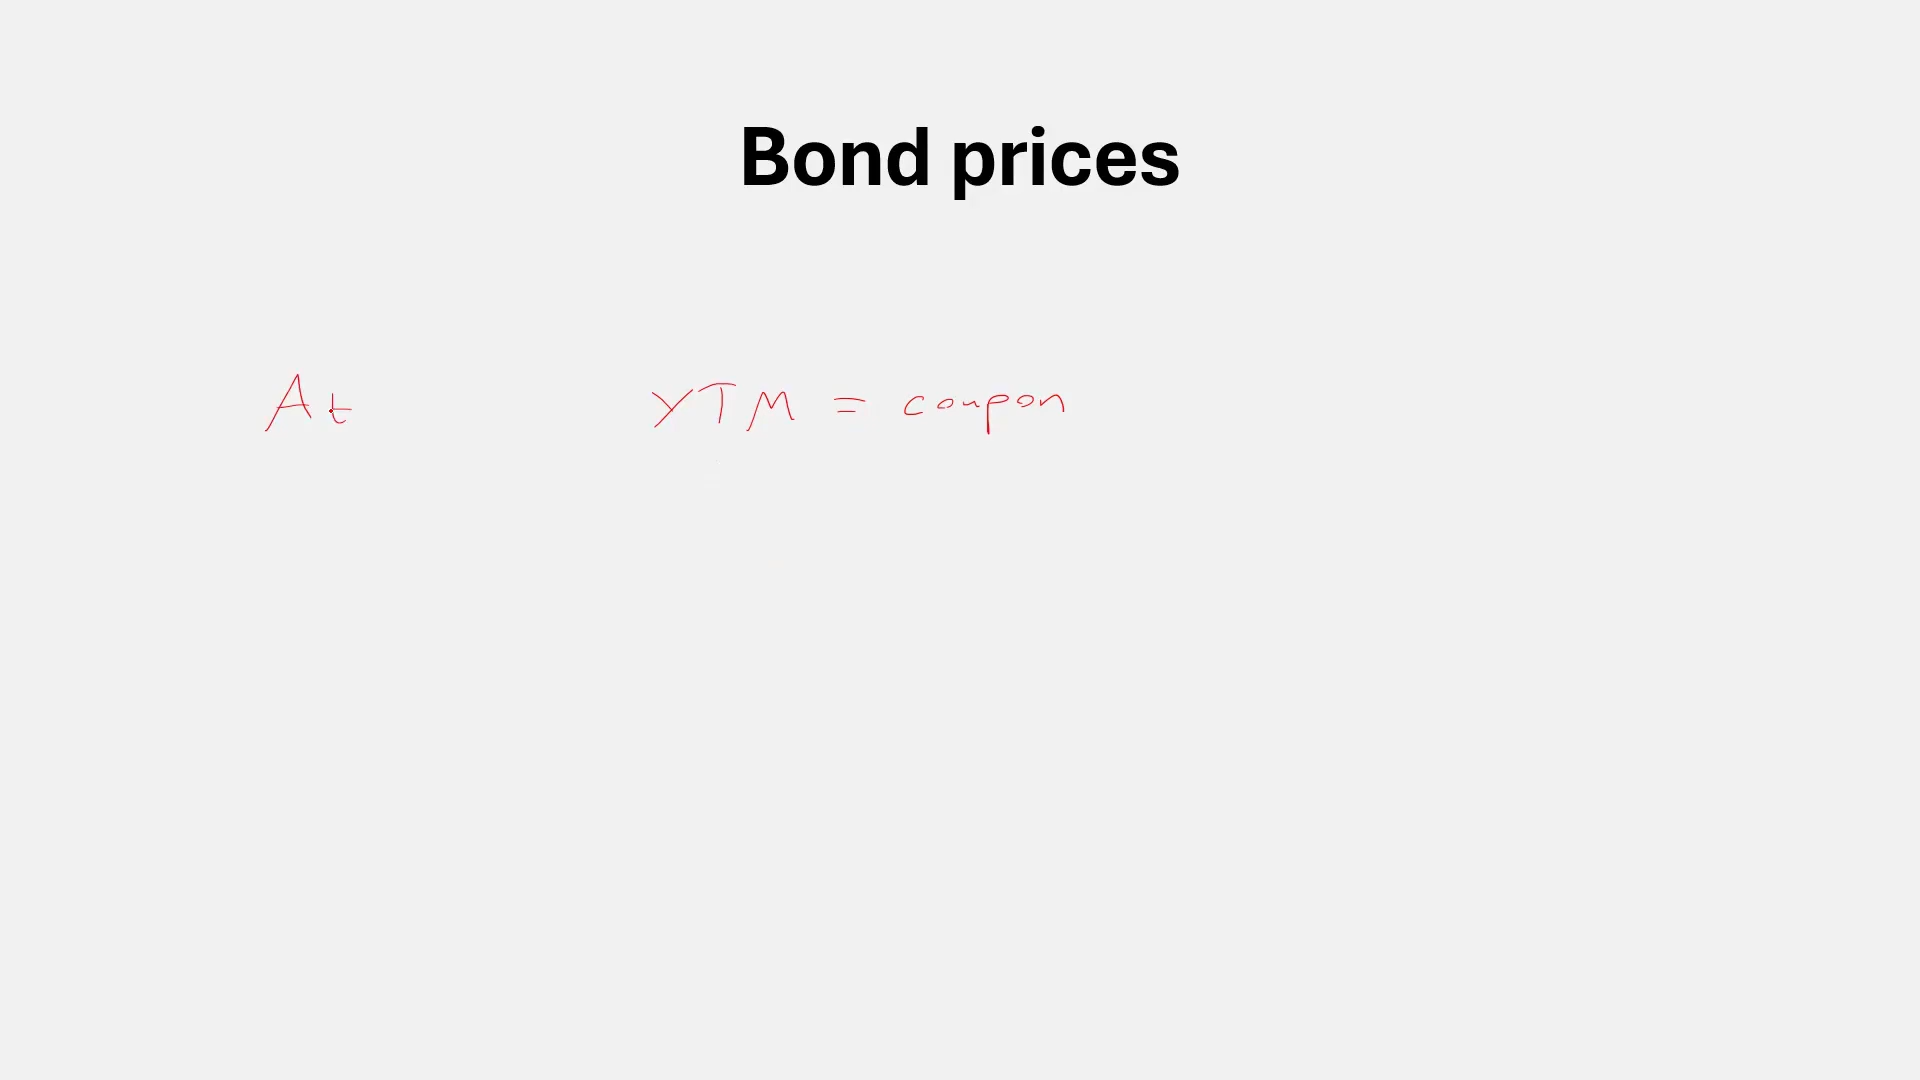 Bond prices
At YTM = coupon